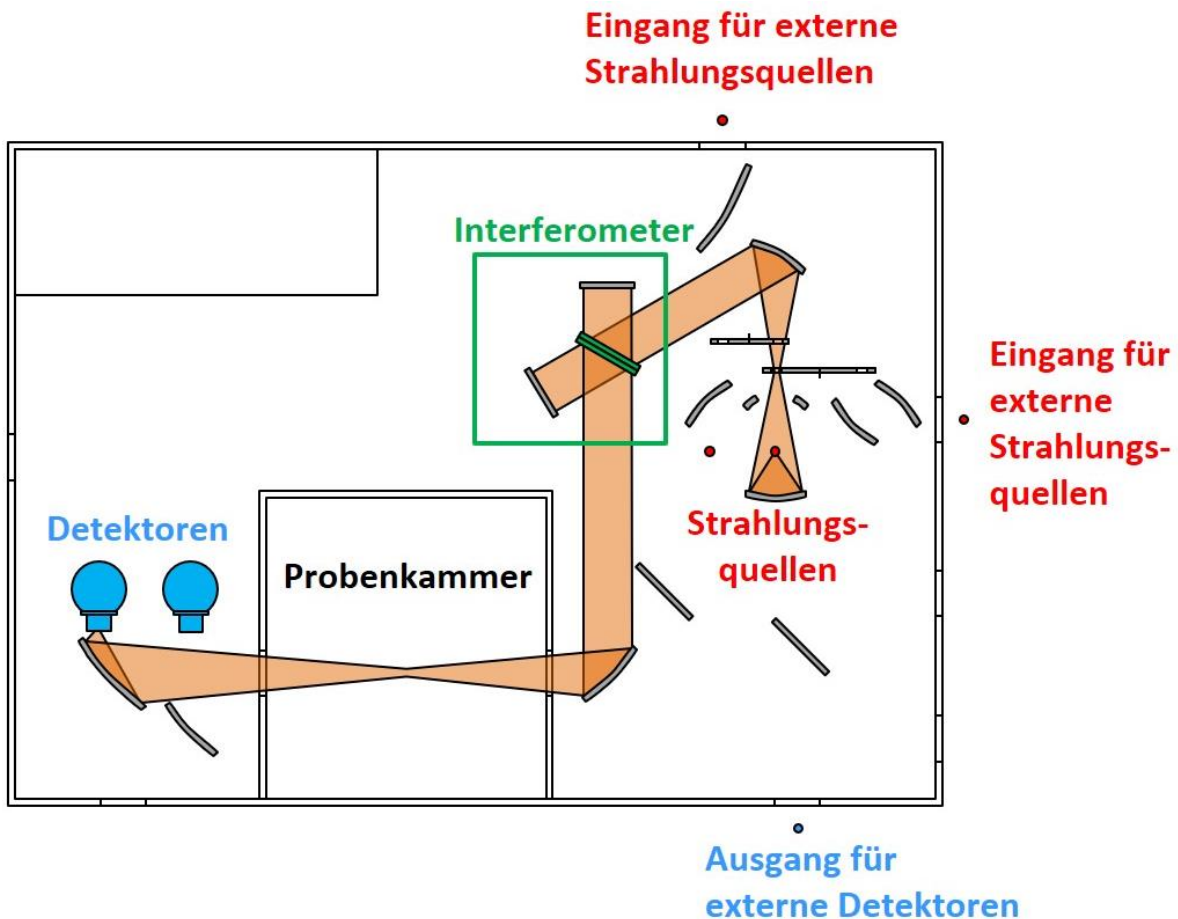 Eingang für externe
Strahlungsquellen
Interferometer
Eingang für
externe
Strahlungs-
quellen
Strahlungs-
quellen
Detektoren
Probenkammer
Ausgang für
externe Detektoren